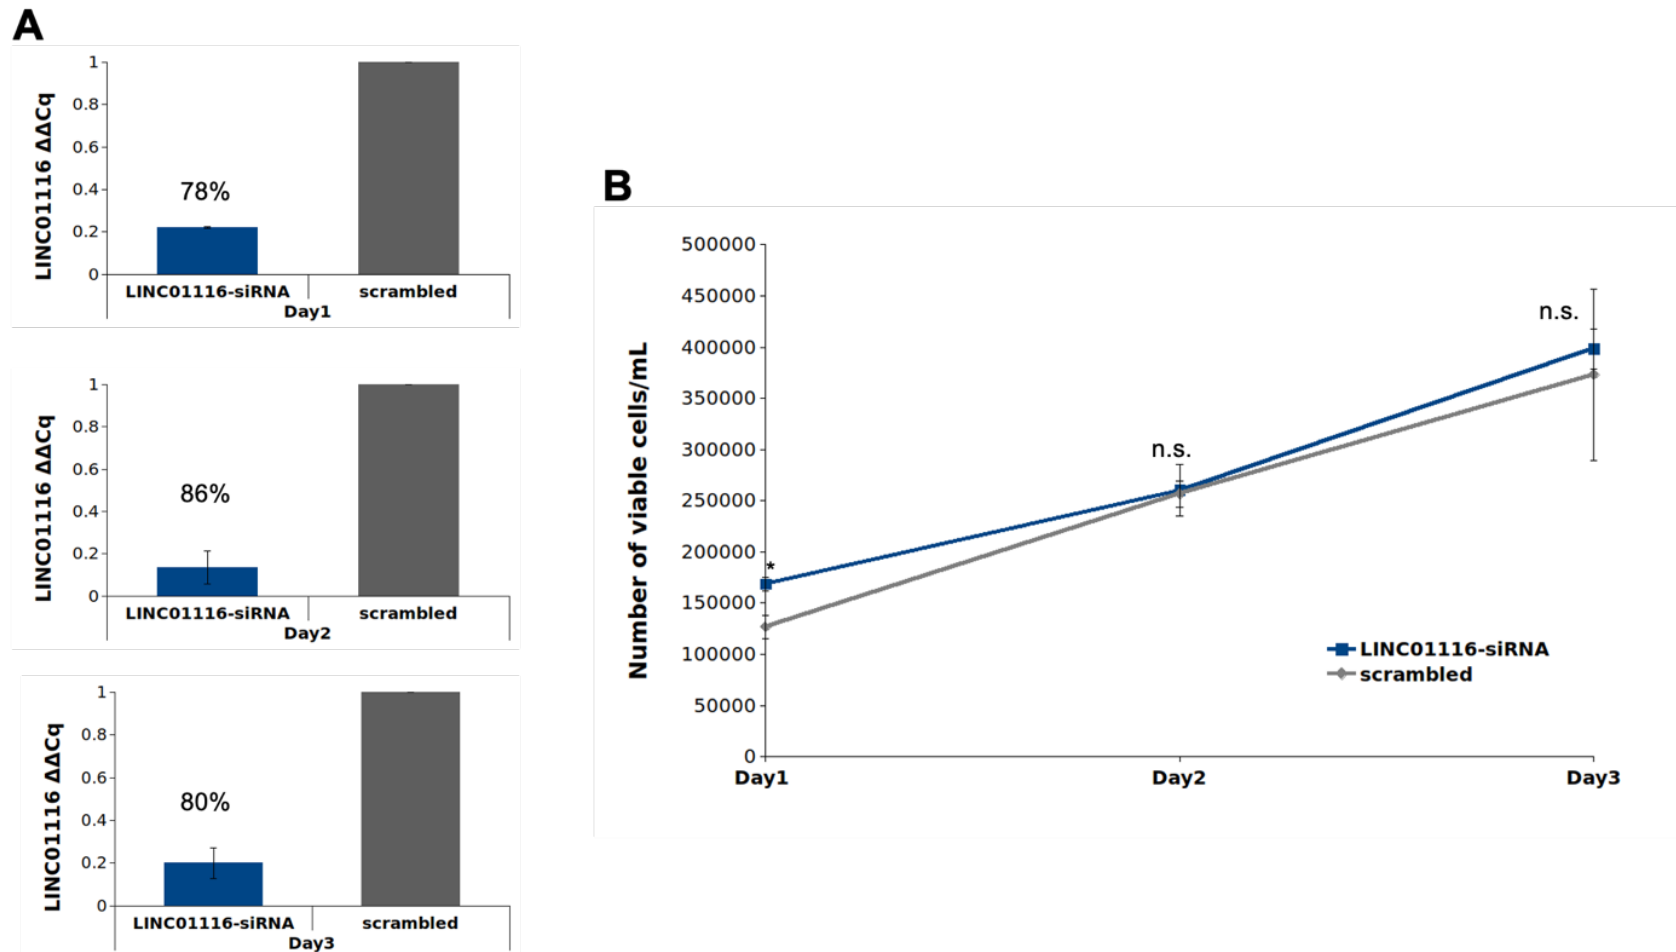 A
LINC01116 ΔΔCq
1
0.8
0.6
0.4
0.2
0
78%
LINC01116-siRNA
scrambled
Day1
LINC01116 ΔΔCq
1
0.8
0.6
0.4
0.2
0
86%
LINC01116-siRNA
scrambled
Day2
LINC01116 ΔΔCq
1
0.8
0.6
0.4
0.2
0
80%
LINC01116-siRNA
scrambled
Day3
B
Number of viable cells/mL
500000
450000
400000
350000
300000
250000
200000
150000
100000
50000
0
*
n.s.
n.s.
LINC01116-siRNA
scrambled
Day1
Day2
Day3